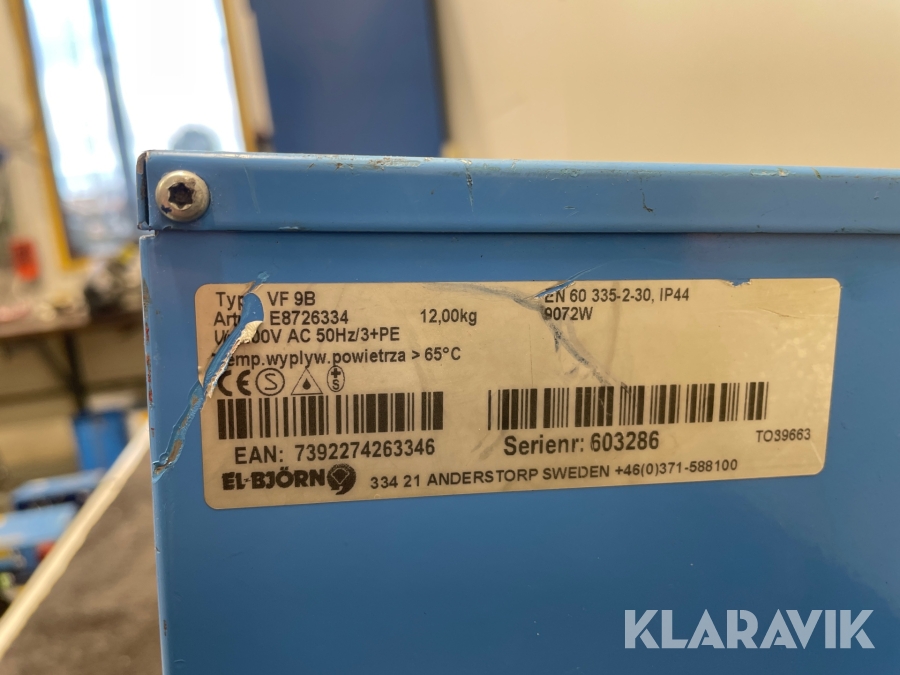 VF 9B
E8726334
12,00kg
EN 60 335-2-30, IP44
9072W
AC 50Hz/3+PE
wyplyw.powietrza > 65°C
CE S S
EAN: 7392274263346
Serienr: 603286
TO39663
EL-BJÖRN
334 21 ANDERSTORP SWEDEN +46(0)371-588100
KLARAVIK